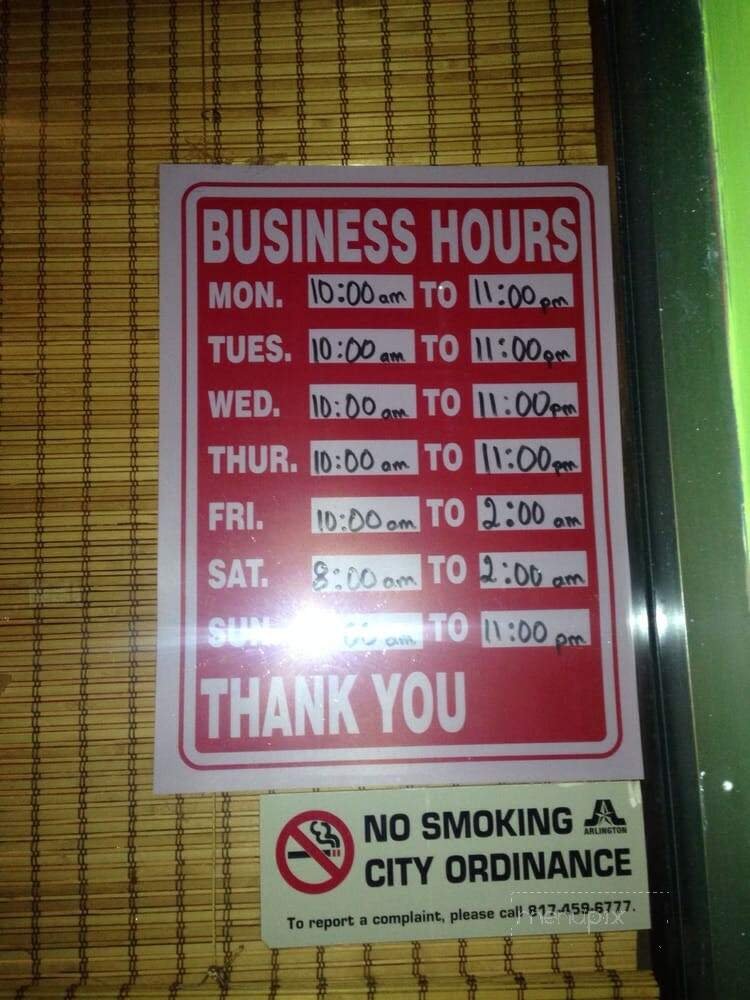 BUSINESS HOURS
MON. 10:00 am TO 11:00 pm
TUES. 10:00 am TO 11:00 pm
WED. 10:00 am TO 11:00 pm
THUR. 10:00 am TO 11:00 pm
FRI. 10:00 am TO 2:00 am
SAT. 8:00 am TO 2:00 am
SUN. am TO 11:00 pm
THANK YOU
NO SMOKING
ARLINGTON
CITY ORDINANCE
To report a complaint, please call 817-459-6777.
menupix